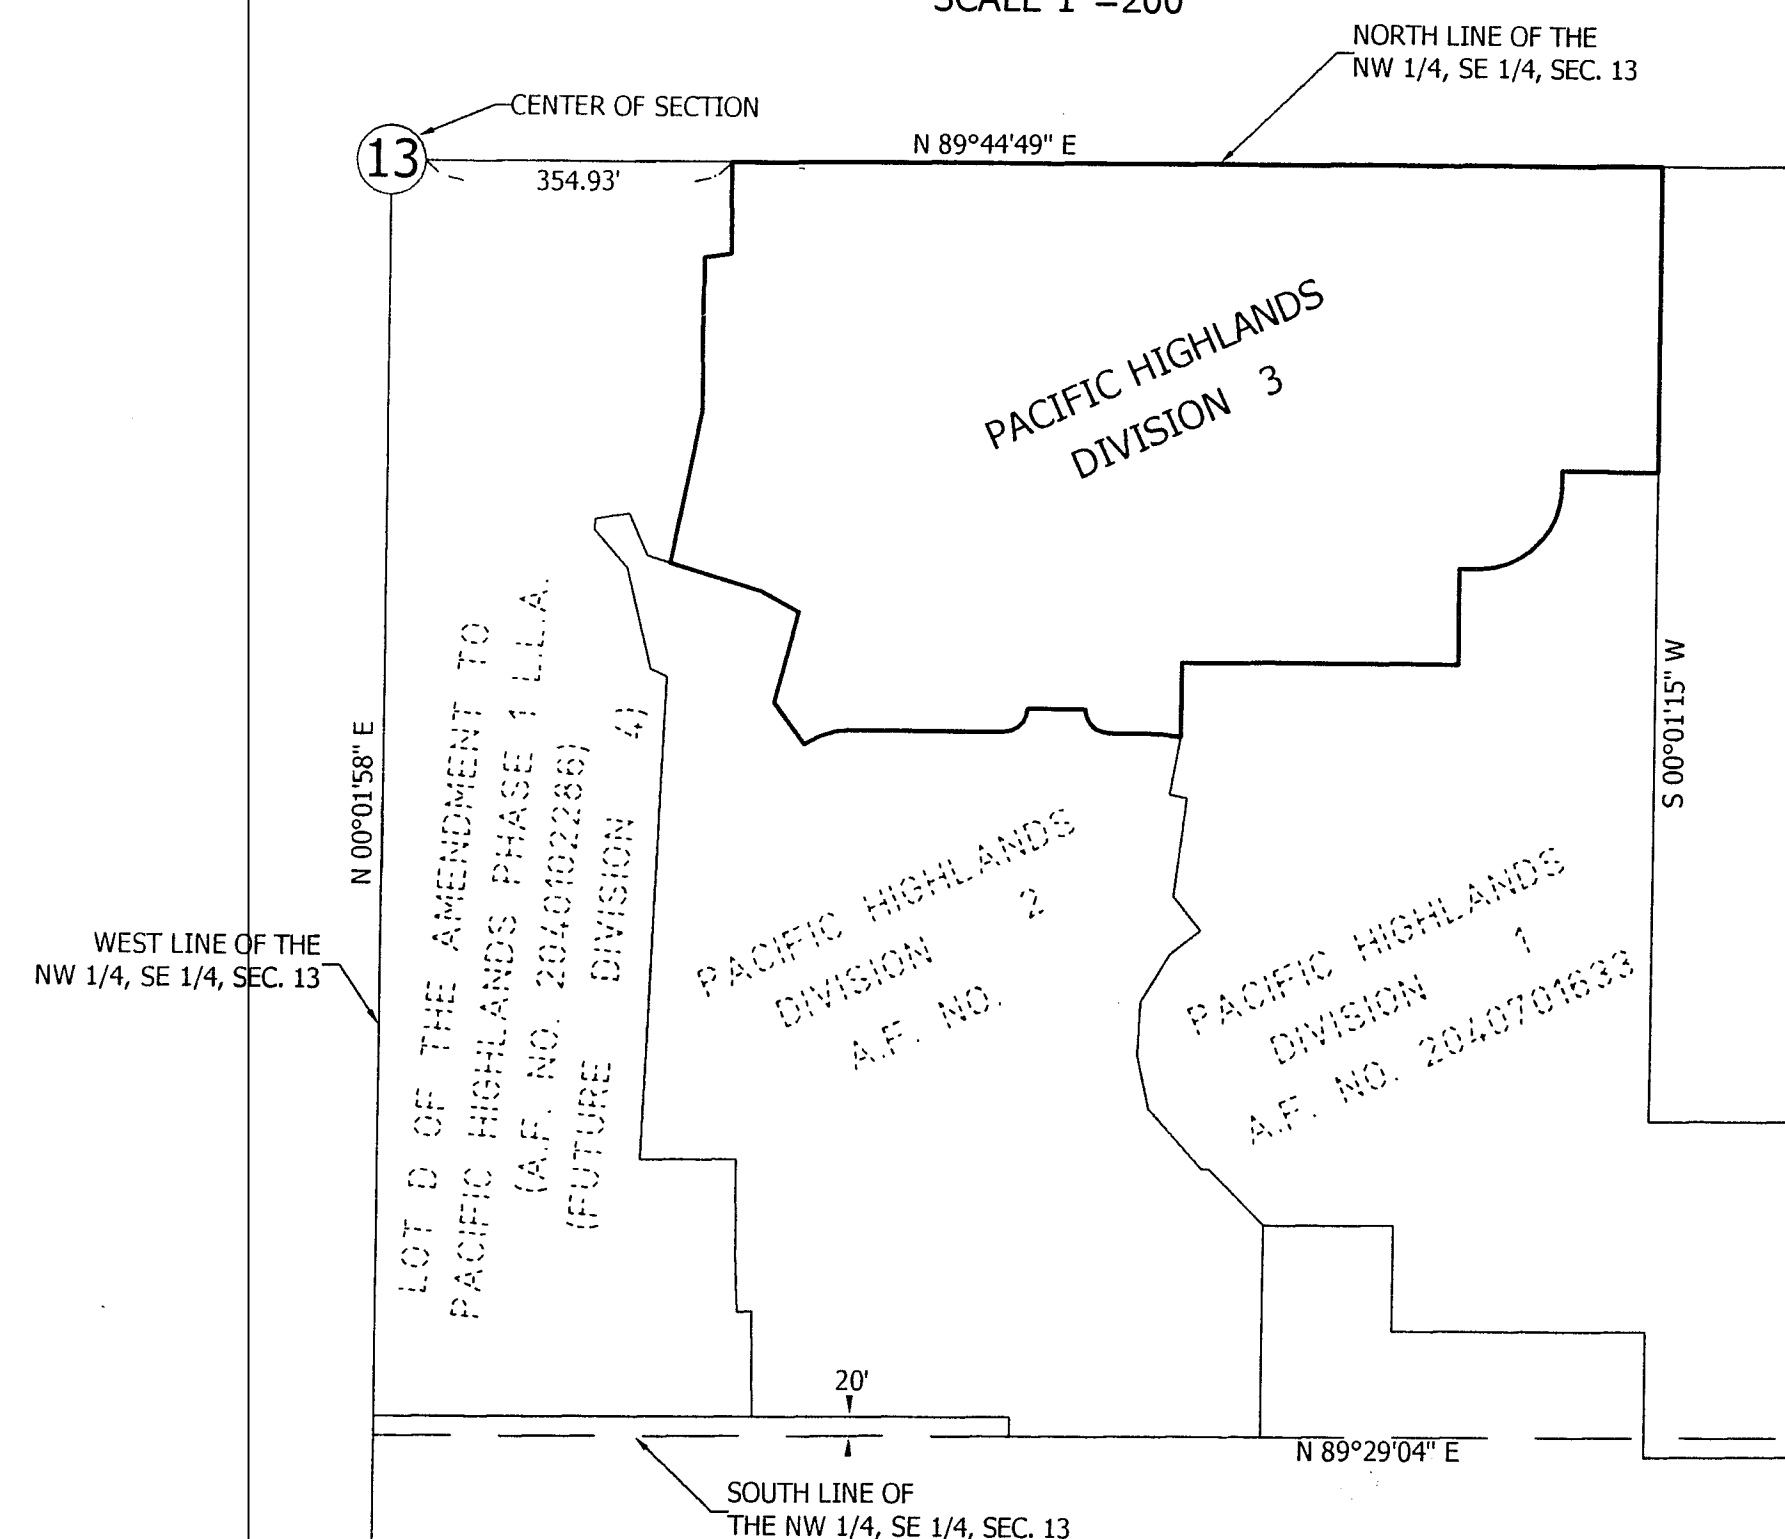 SCALE 1"=200'
NORTH LINE OF THE
NW 1/4, SE 1/4, SEC. 13
CENTER OF SECTION
13
N 89°44'49" E
354.93'
PACIFIC HIGHLANDS
DIVISION 3
N 00°01'58" E
S 00°01'15" W
LOT D OF THE AMENDMENT TO
PACIFIC HIGHLANDS PHASE 1 L.L.A.
(A.F. NO. 2040102286)
(FUTURE DIVISION 4)
PACIFIC HIGHLANDS
DIVISION 2
A.F. NO.
PACIFIC HIGHLANDS
DIVISION 1
A.F. NO. 2040701633
WEST LINE OF THE
NW 1/4, SE 1/4, SEC. 13
20'
N 89°29'04" E
SOUTH LINE OF
THE NW 1/4, SE 1/4, SEC. 13